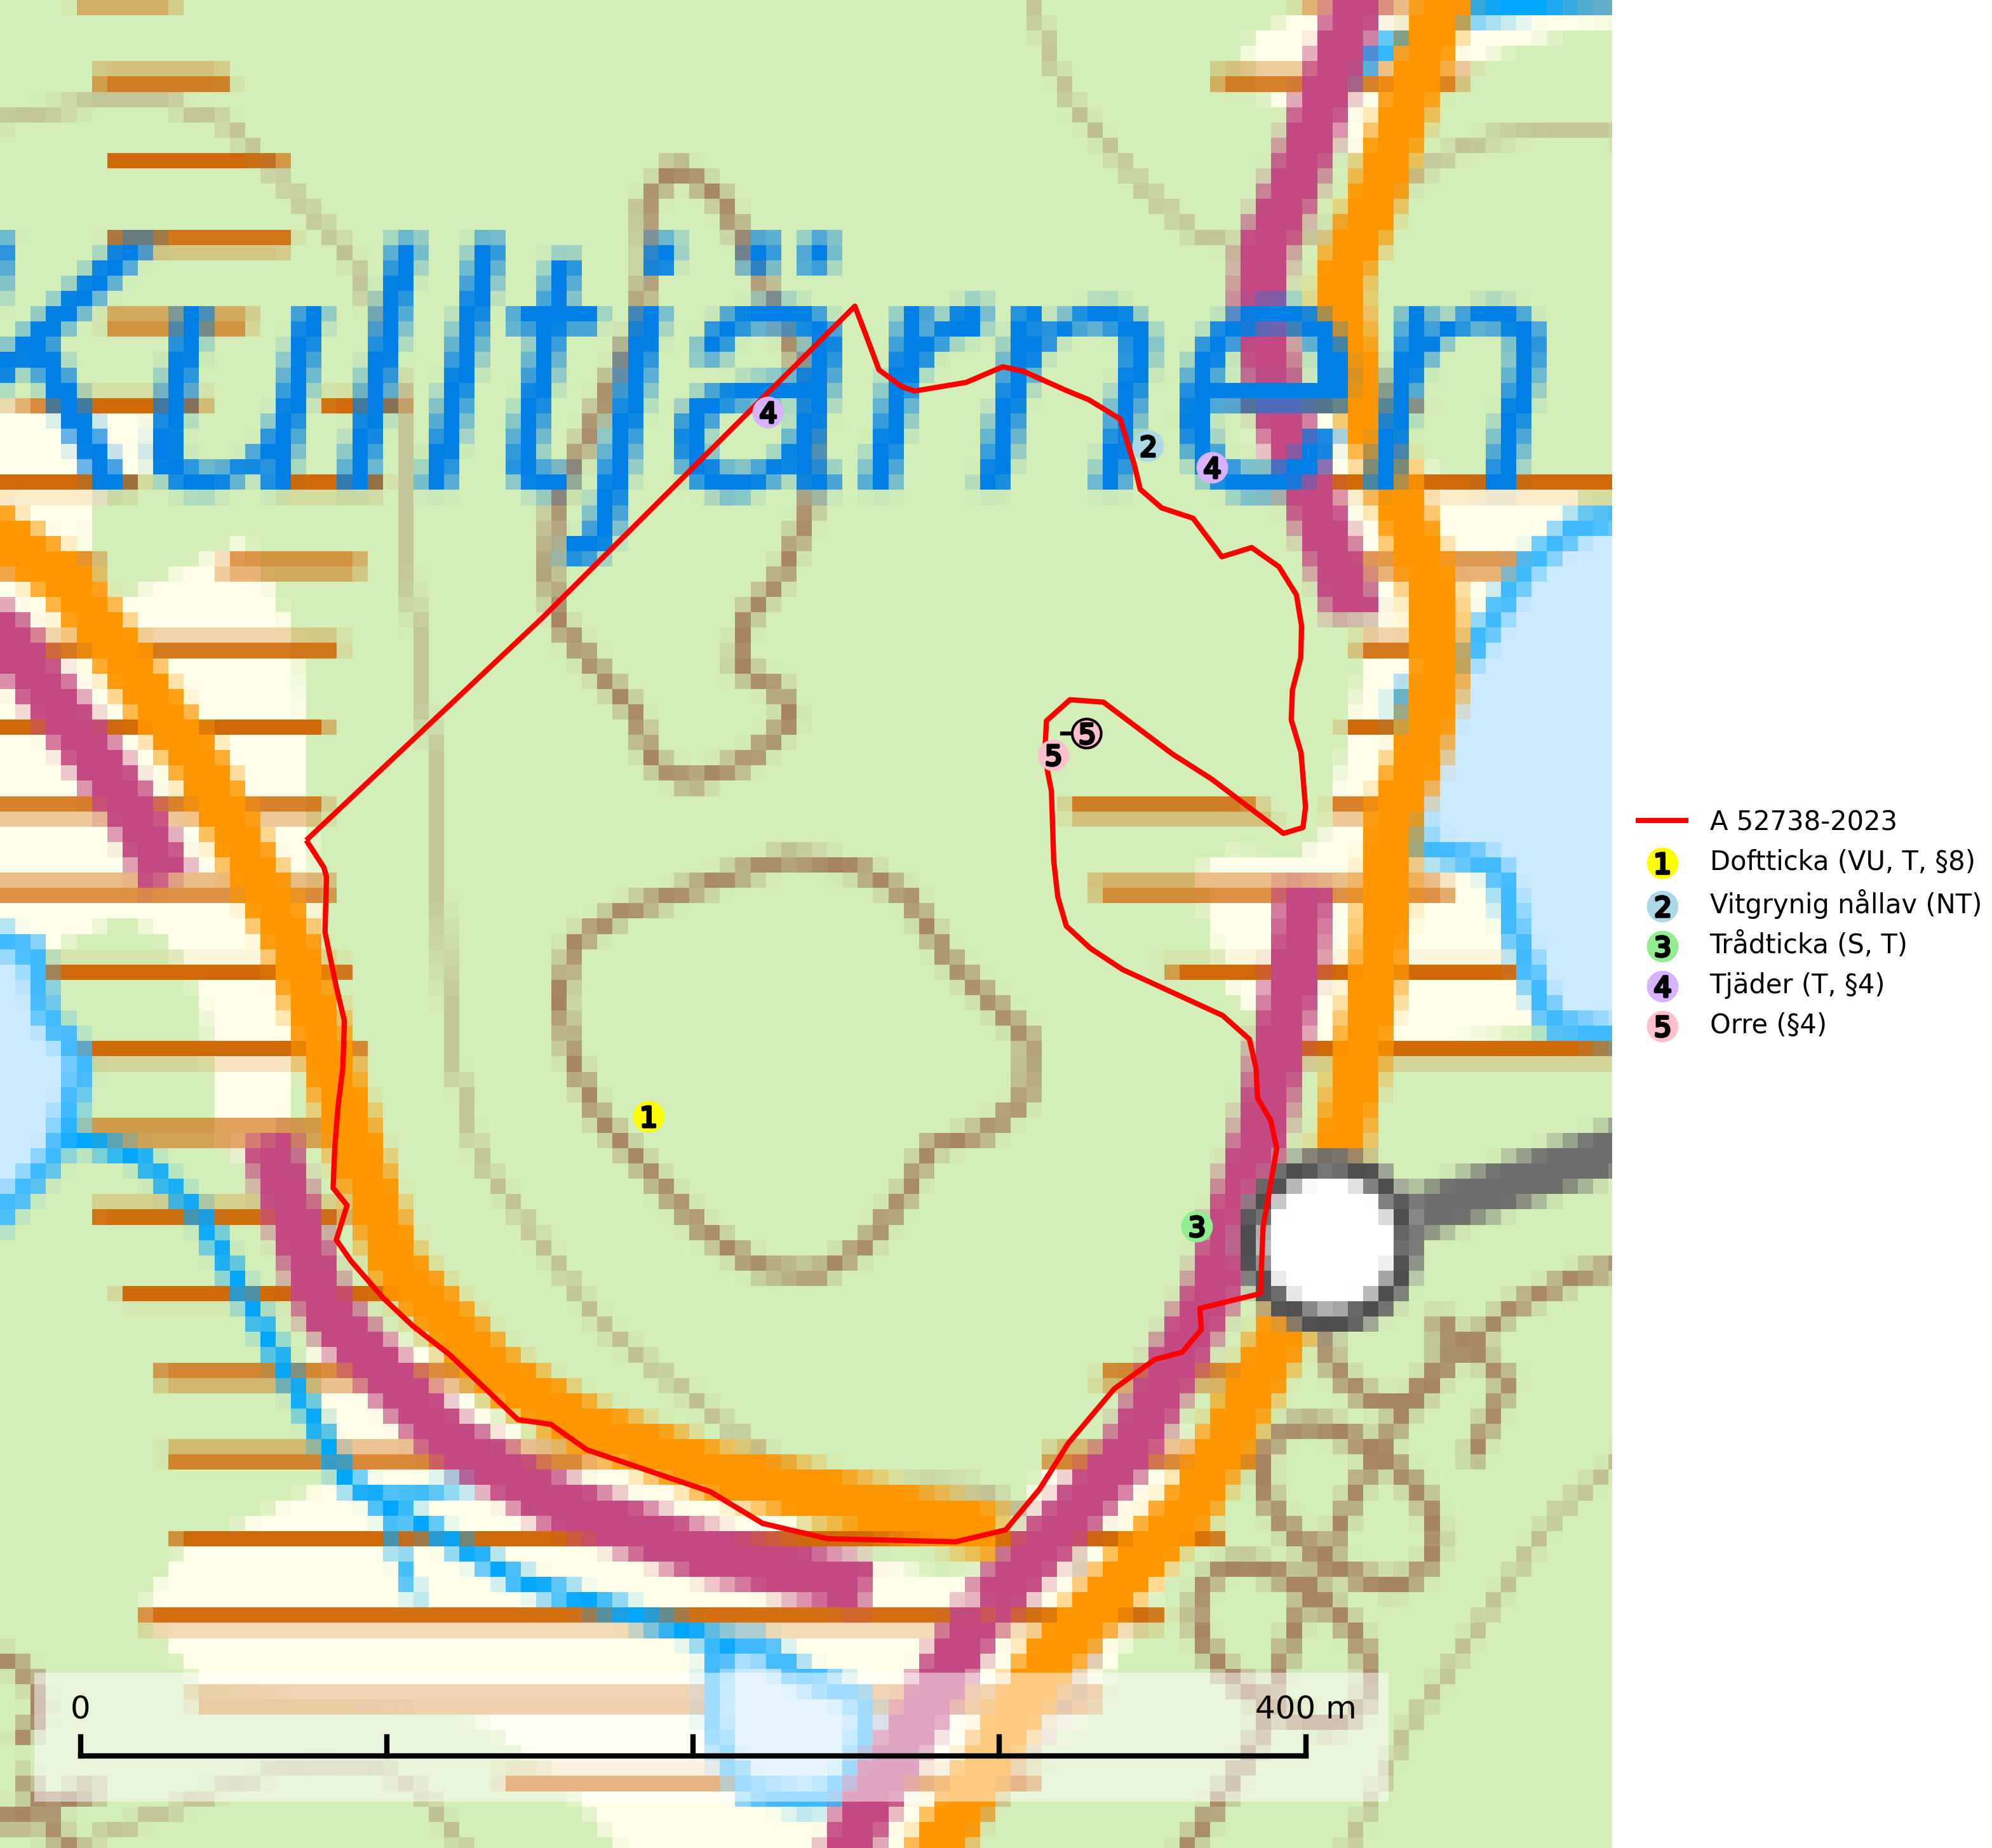 Kulltjärnen
4
2
4
5
5
1
3
A 52738-2023
1 Doftticka (VU, T, §8)
2 Vitgrynig nållav (NT)
3 Trådticka (S, T)
4 Tjäder (T, §4)
5 Orre (§4)
0 400 m